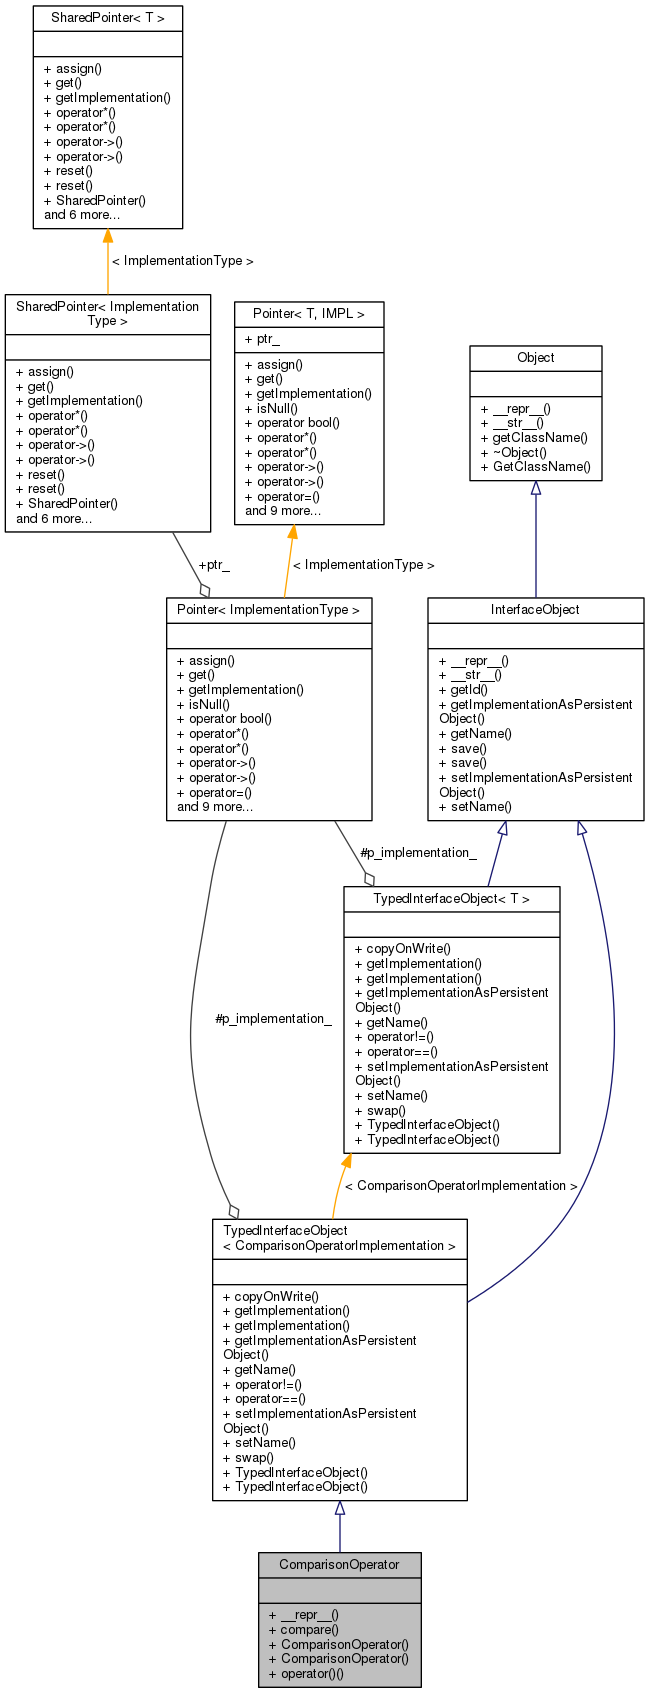 SharedPointer< T >
+ assign()
+ get()
+ getImplementation()
+ operator*()
+ operator*()
+ operator->()
+ operator->()
+ reset()
+ reset()
+ SharedPointer()
and 6 more...
< ImplementationType >
SharedPointer< Implementation
Type >
+ assign()
+ get()
+ getImplementation()
+ operator*()
+ operator*()
+ operator->()
+ operator->()
+ reset()
+ reset()
+ SharedPointer()
and 6 more...
Pointer< T, IMPL >
+ ptr_
+ assign()
+ get()
+ getImplementation()
+ isNull()
+ operator bool()
+ operator*()
+ operator*()
+ operator->()
+ operator->()
+ operator=()
and 9 more...
Object
+ __repr__()
+ __str__()
+ getClassName()
+ ~Object()
+ GetClassName()
+ptr_
< ImplementationType >
Pointer< ImplementationType >
+ assign()
+ get()
+ getImplementation()
+ isNull()
+ operator bool()
+ operator*()
+ operator*()
+ operator->()
+ operator->()
+ operator=()
and 9 more...
InterfaceObject
+ __repr__()
+ __str__()
+ getId()
+ getImplementationAsPersistent
Object()
+ getName()
+ save()
+ save()
+ setImplementationAsPersistent
Object()
+ setName()
#p_implementation_
TypedInterfaceObject< T >
+ copyOnWrite()
+ getImplementation()
+ getImplementation()
+ getImplementationAsPersistent
Object()
+ getName()
+ operator!=()
+ operator==()
+ setImplementationAsPersistent
Object()
+ setName()
+ swap()
+ TypedInterfaceObject()
+ TypedInterfaceObject()
#p_implementation_
< ComparisonOperatorImplementation >
TypedInterfaceObject
< ComparisonOperatorImplementation >
+ copyOnWrite()
+ getImplementation()
+ getImplementation()
+ getImplementationAsPersistent
Object()
+ getName()
+ operator!=()
+ operator==()
+ setImplementationAsPersistent
Object()
+ setName()
+ swap()
+ TypedInterfaceObject()
+ TypedInterfaceObject()
ComparisonOperator
+ __repr__()
+ compare()
+ ComparisonOperator()
+ ComparisonOperator()
+ operator()()